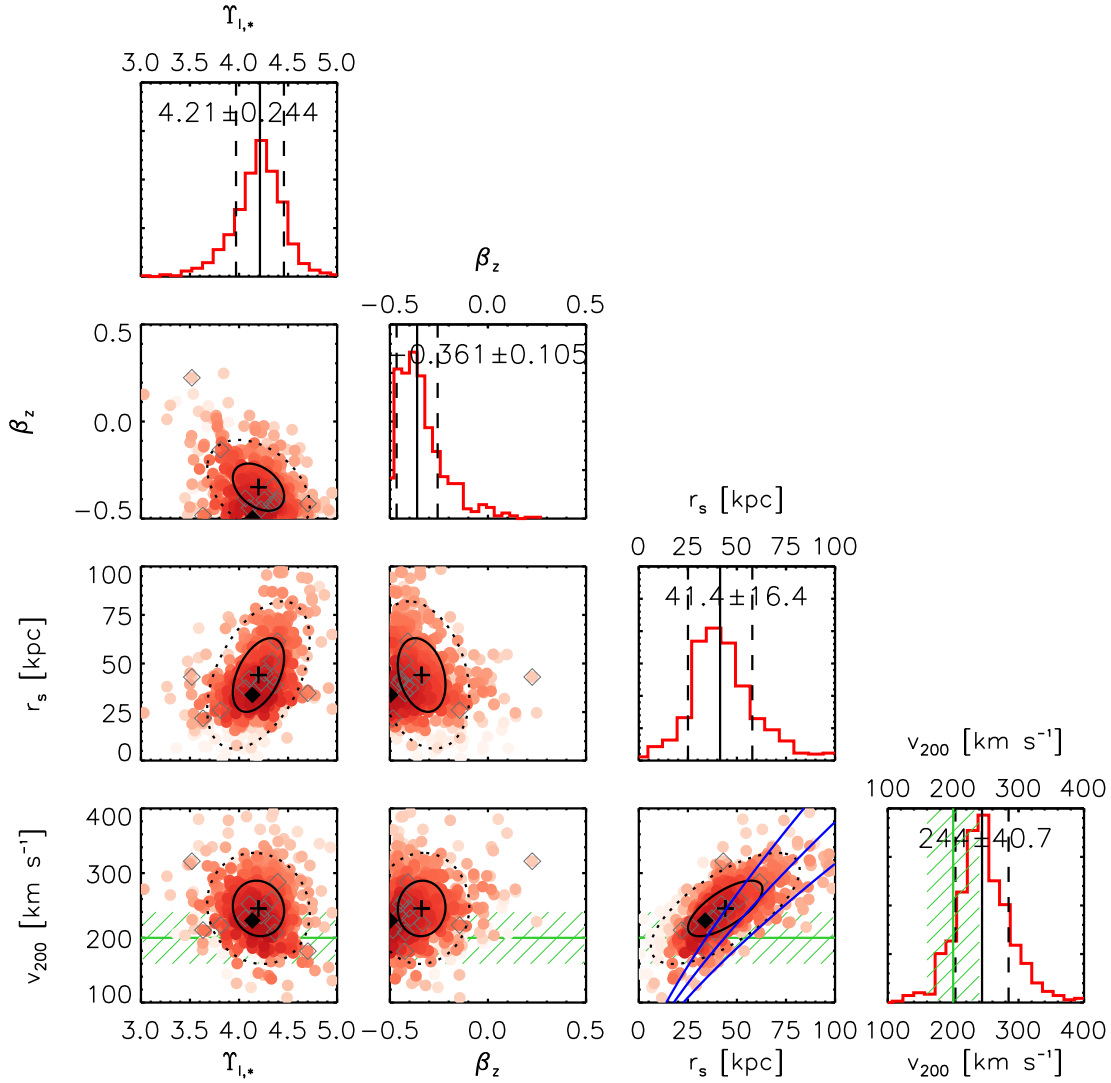 Υ_I,*
3.0 3.5 4.0 4.5 5.0
4.21±0.244
β_z
−0.5 0.0 0.5
0.5
0.0
−0.5
β_z
−0.361±0.105
r_s [kpc]
0 25 50 75 100
100
75
50
25
0
r_s [kpc]
41.4±16.4
v_200 [km s⁻¹]
100 200 300 400
400
300
200
100
v_200 [km s⁻¹]
244±40.7
3.0 3.5 4.0 4.5 5.0
−0.5 0.0 0.5
0 25 50 75 100
100 200 300 400
Υ_I,*
β_z
r_s [kpc]
v_200 [km s⁻¹]